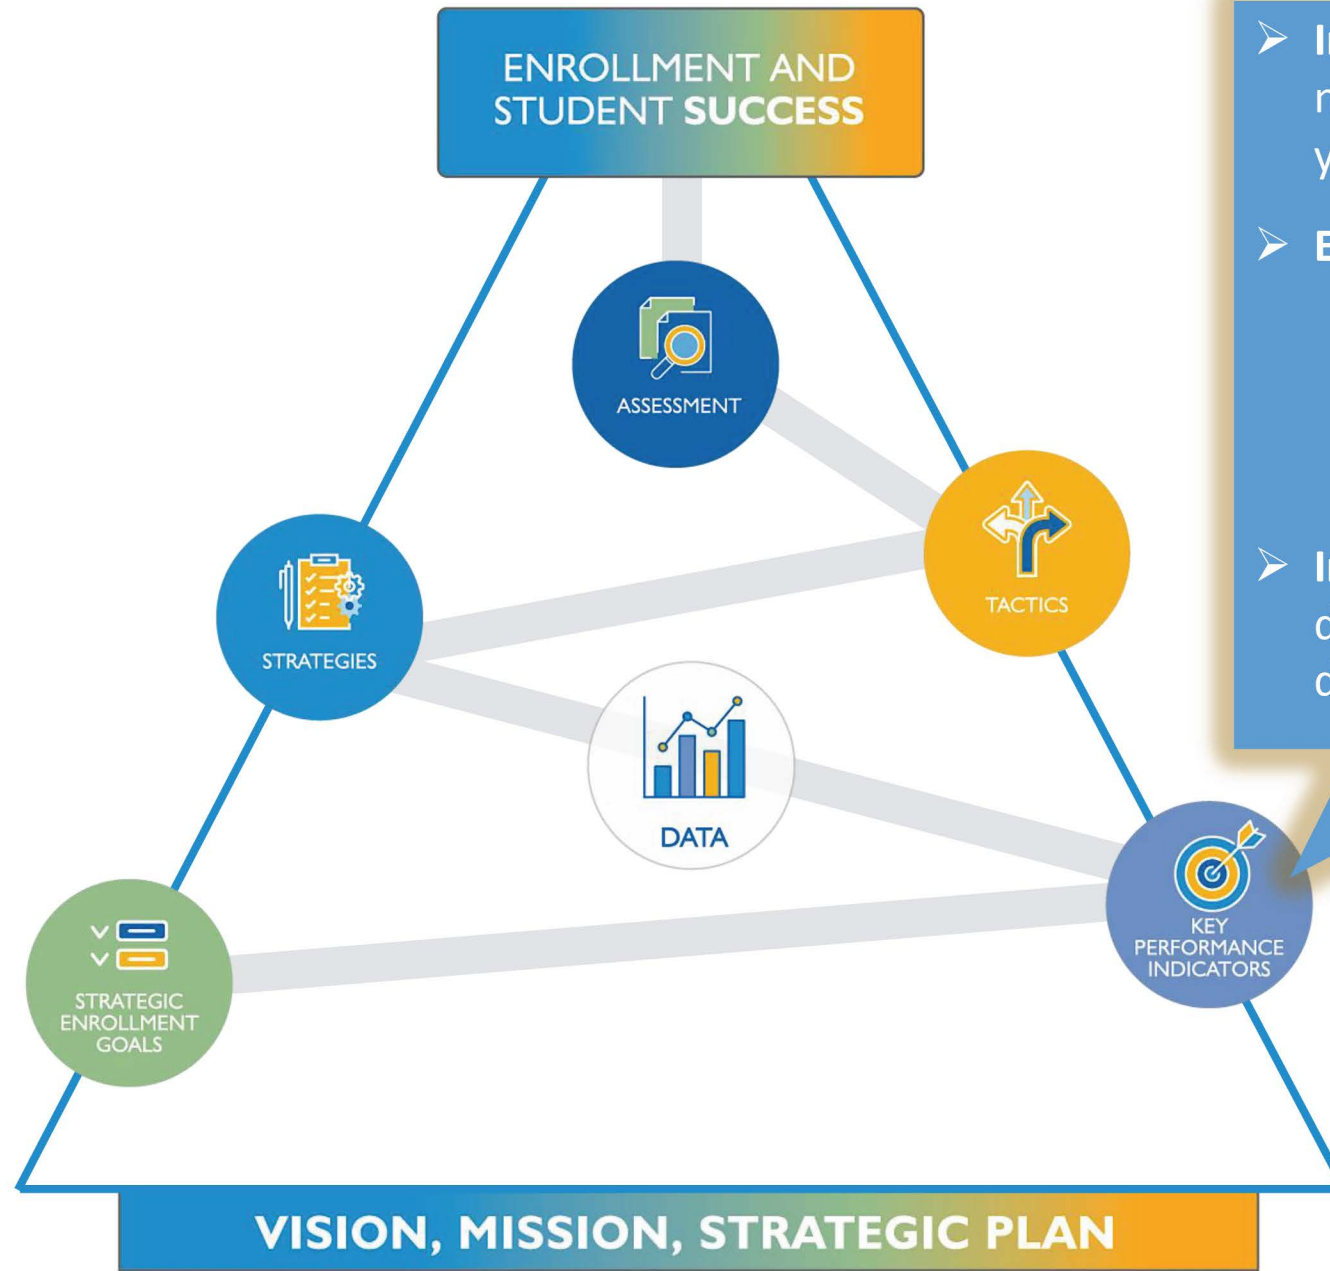 ENROLLMENT AND
STUDENT SUCCESS
ASSESSMENT
TACTICS
STRATEGIES
DATA
KEY
PERFORMANCE
INDICATORS
STRATEGIC
ENROLLMENT
GOALS
VISION, MISSION, STRATEGIC PLAN